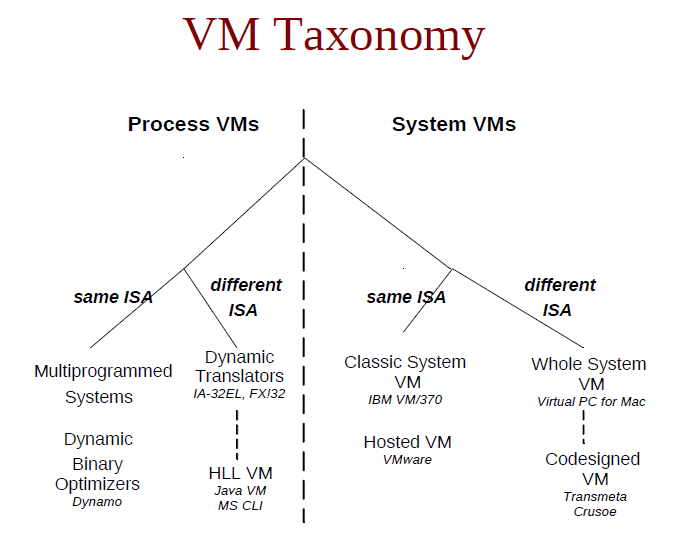 VM Taxonomy
Process VMs
System VMs
same ISA
different
ISA
same ISA
different
ISA
Multiprogrammed
Systems
Dynamic
Binary
Optimizers
Dynamo
Dynamic
Translators
IA-32EL, FX!32
HLL VM
Java VM
MS CLI
Classic System
VM
IBM VM/370
Hosted VM
VMware
Whole System
VM
Virtual PC for Mac
Codesigned
VM
Transmeta
Crusoe